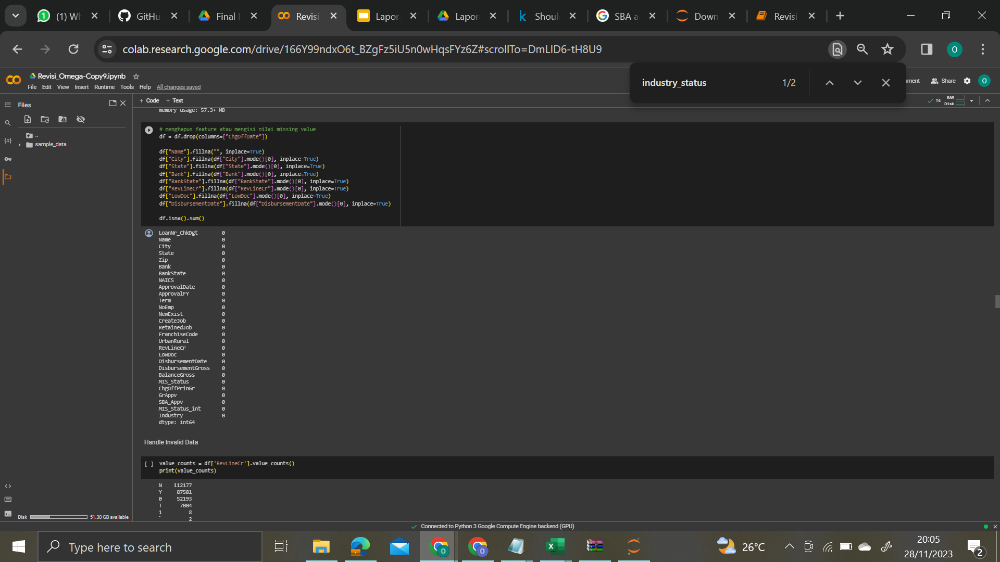 (1) Wh
GitHu
Final
Revisi
Lapor
Lapor
Shoul
SBA a
Down
Revisi
colab.research.google.com/drive/166Y99ndxO6t_BZgFz5iU5n0wHqsFYz6Z#scrollTo=DmLID6-tH8U9
O
industry_status 1/2
Revisi_Omega-Copy9.ipynb
File Edit View Insert Runtime Tools Help All changes saved
mment
Share
O
Files
+ Code + Text
T4 RAM
Disk
..
sample_data
memory usage: 57.3+ MB
# menghapus feature atau mengisi nilai missing value
df = df.drop(columns=["ChgOffDate"])
df["Name"].fillna("", inplace=True)
df["City"].fillna(df["City"].mode()[0], inplace=True)
df["State"].fillna(df["State"].mode()[0], inplace=True)
df["Bank"].fillna(df["Bank"].mode()[0], inplace=True)
df["BankState"].fillna(df["BankState"].mode()[0], inplace=True)
df["RevLineCr"].fillna(df["RevLineCr"].mode()[0], inplace=True)
df["LowDoc"].fillna(df["LowDoc"].mode()[0], inplace=True)
df["DisbursementDate"].fillna(df["DisbursementDate"].mode()[0], inplace=True)
df.isna().sum()
LoanNr_ChkDgt 0
Name 0
City 0
State 0
Zip 0
Bank 0
BankState 0
NAICS 0
ApprovalDate 0
ApprovalFY 0
Term 0
NoEmp 0
NewExist 0
CreateJob 0
RetainedJob 0
FranchiseCode 0
UrbanRural 0
RevLineCr 0
LowDoc 0
DisbursementDate 0
DisbursementGross 0
BalanceGross 0
MIS_Status 0
ChgOffPrinGr 0
GrAppv 0
SBA_Appv 0
MIS_Status_int 0
Industry 0
dtype: int64
Handle Invalid Data
[ ] value_counts = df['RevLineCr'].value_counts()
print(value_counts)
N 112177
Y 87581
0 52193
T 7004
1 8
` 2
Disk 51.30 GB available
Connected to Python 3 Google Compute Engine backend (GPU)
Type here to search
26°C
20:05
28/11/2023
2